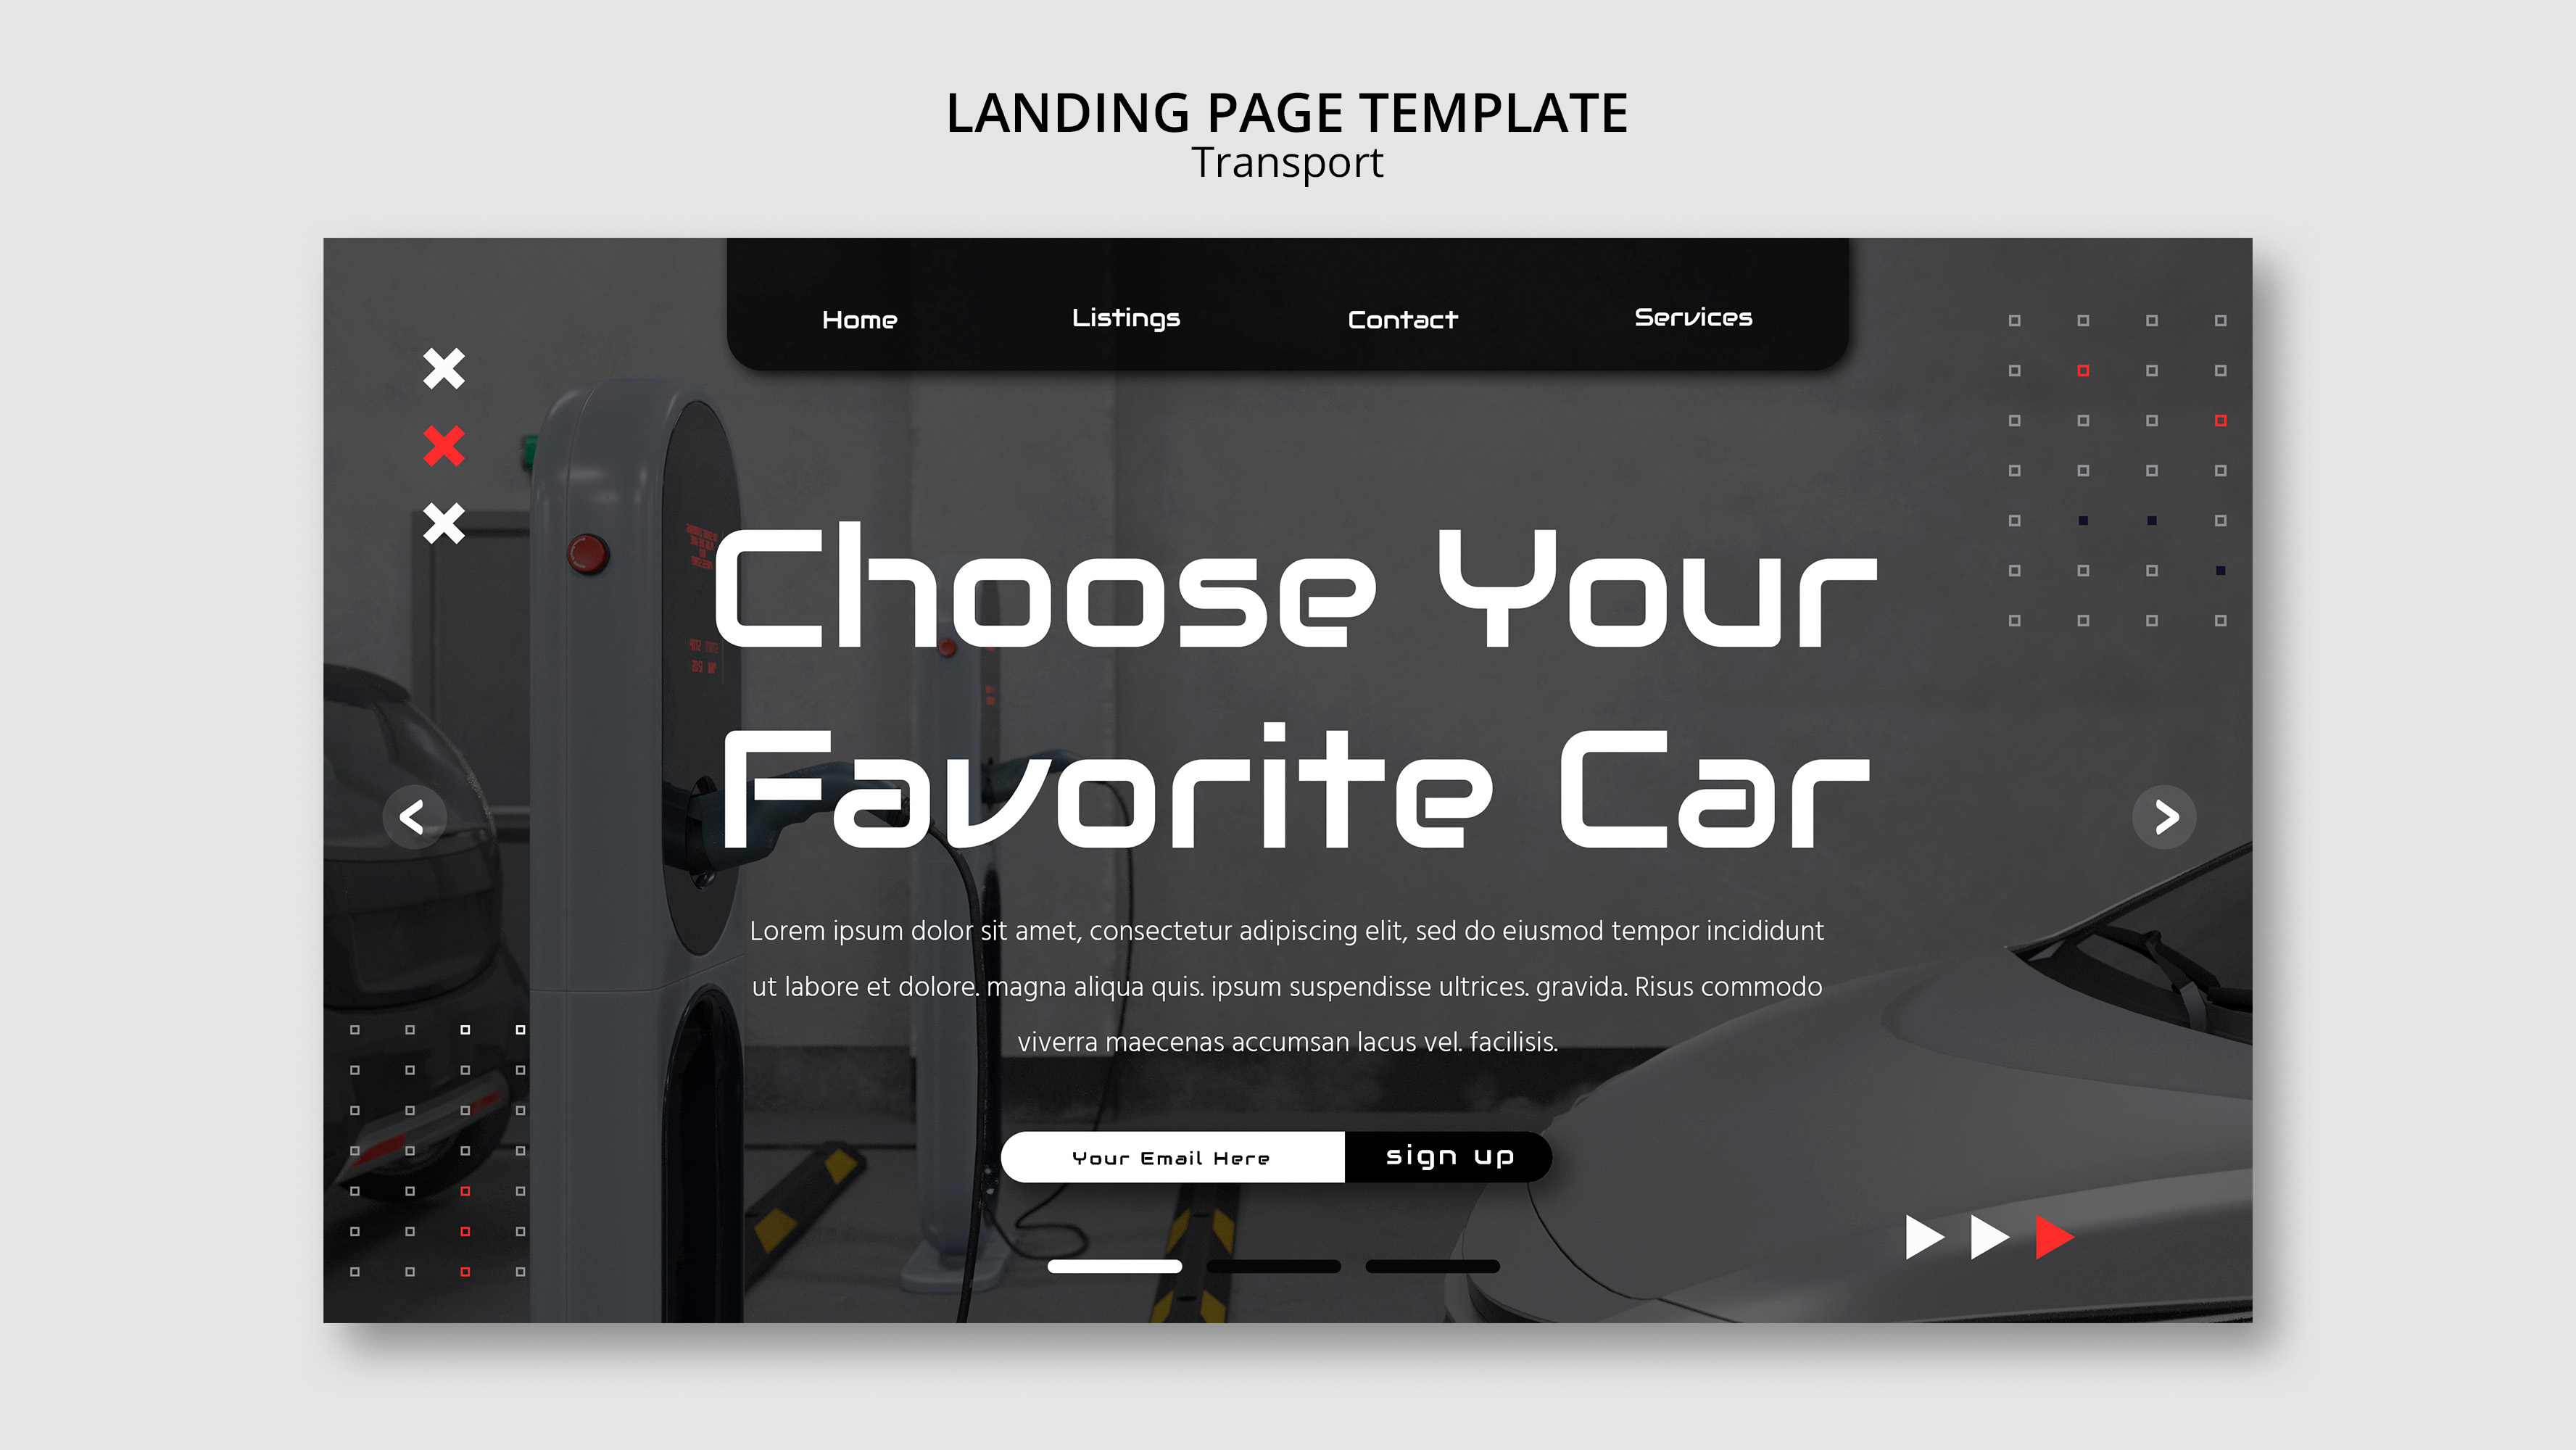 LANDING PAGE TEMPLATE
Transport
Home Listings Contact Services
Choose Your
Favorite Car
Lorem ipsum dolor sit amet, consectetur adipiscing elit, sed do eiusmod tempor incididunt
ut labore et dolore. magna aliqua quis. ipsum suspendisse ultrices. gravida. Risus commodo
viverra maecenas accumsan lacus vel. facilisis.
Your Email Here sign up